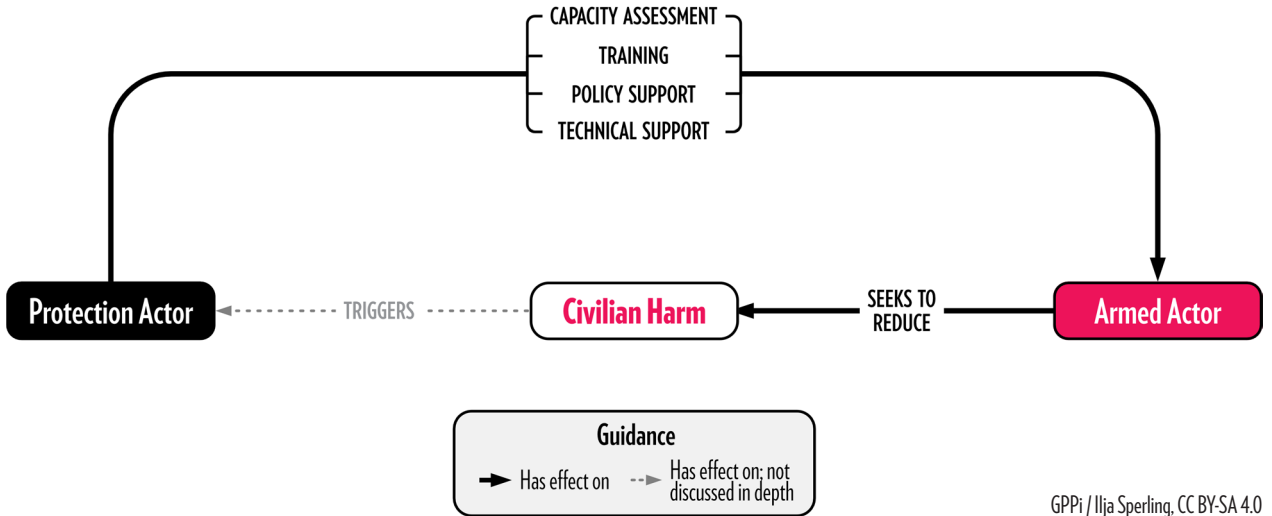 CAPACITY ASSESSMENT
TRAINING
POLICY SUPPORT
TECHNICAL SUPPORT
Protection Actor
TRIGGERS
Civilian Harm
SEEKS TO
REDUCE
Armed Actor
Guidance
Has effect on
Has effect on; not
discussed in depth
GPPi / Ilja Sperling, CC BY-SA 4.0